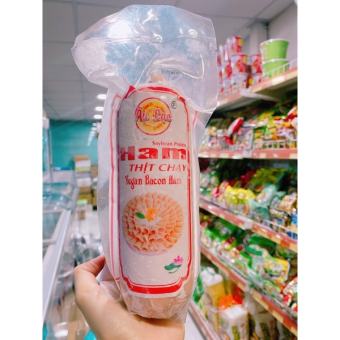 Âu Lạc
®
Soybean Protein
Ham
THỊT CHAY
Vegan Bacon Ham